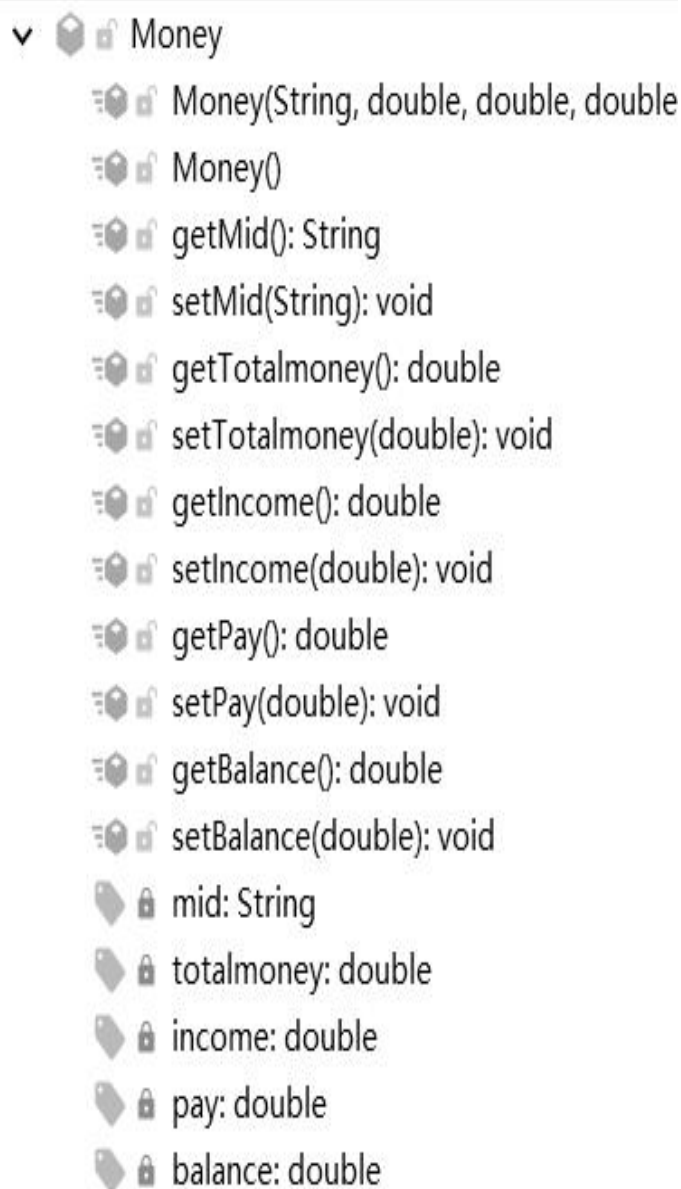 Money
Money(String, double, double, double
Money()
getMid(): String
setMid(String): void
getTotalmoney(): double
setTotalmoney(double): void
getIncome(): double
setIncome(double): void
getPay(): double
setPay(double): void
getBalance(): double
setBalance(double): void
mid: String
totalmoney: double
income: double
pay: double
balance: double